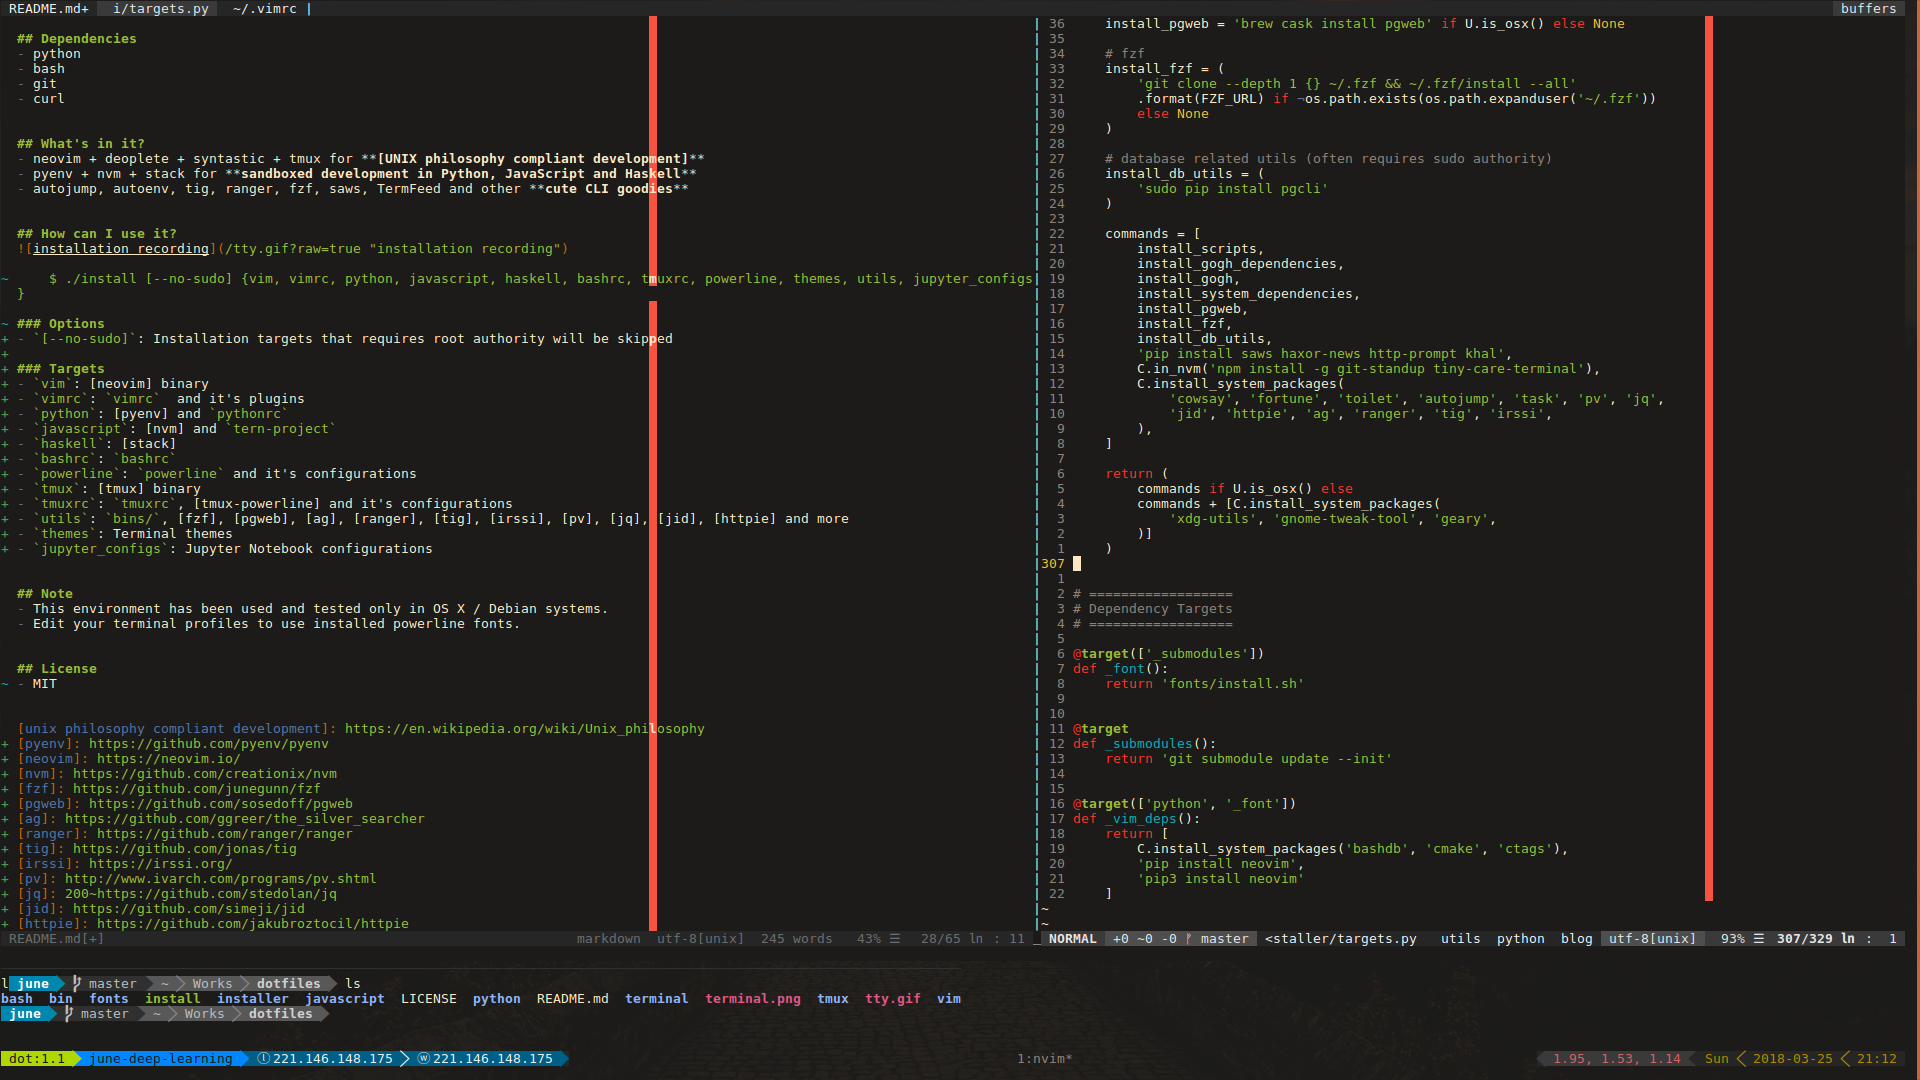 README.md+ i/targets.py ~/.vimrc | buffers
## Dependencies
- python
- bash
- git
- curl
## What's in it?
- neovim + deoplete + syntastic + tmux for **[UNIX philosophy compliant development]**
- pyenv + nvm + stack for **sandboxed development in Python, JavaScript and Haskell**
- autojump, autoenv, tig, ranger, fzf, saws, TermFeed and other **cute CLI goodies**
## How can I use it?
![installation recording](/tty.gif?raw=true "installation recording")
~ $ ./install [--no-sudo] {vim, vimrc, python, javascript, haskell, bashrc, tmuxrc, powerline, themes, utils, jupyter_configs
}
~ ### Options
+ - `[--no-sudo]`: Installation targets that requires root authority will be skipped
+
+ ### Targets
+ - `vim`: [neovim] binary
+ - `vimrc`: `vimrc`  and it's plugins
+ - `python`: [pyenv] and `pythonrc`
+ - `javascript`: [nvm] and `tern-project`
+ - `haskell`: [stack]
+ - `bashrc`: `bashrc`
+ - `powerline`: `powerline` and it's configurations
+ - `tmux`: [tmux] binary
+ - `tmuxrc`: `tmuxrc`, [tmux-powerline] and it's configurations
+ - `utils`: `bins/`, [fzf], [pgweb], [ag], [ranger], [tig], [irssi], [pv], [jq], [jid], [httpie] and more
+ - `themes`: Terminal themes
+ - `jupyter_configs`: Jupyter Notebook configurations
## Note
- This environment has been used and tested only in OS X / Debian systems.
- Edit your terminal profiles to use installed powerline fonts.
## License
~ - MIT
[unix philosophy compliant development]: https://en.wikipedia.org/wiki/Unix_philosophy
+ [pyenv]: https://github.com/pyenv/pyenv
+ [neovim]: https://neovim.io/
+ [nvm]: https://github.com/creationix/nvm
+ [fzf]: https://github.com/junegunn/fzf
+ [pgweb]: https://github.com/sosedoff/pgweb
+ [ag]: https://github.com/ggreer/the_silver_searcher
+ [ranger]: https://github.com/ranger/ranger
+ [tig]: https://github.com/jonas/tig
+ [irssi]: https://irssi.org/
+ [pv]: http://www.ivarch.com/programs/pv.shtml
+ [jq]: 200~https://github.com/stedolan/jq
+ [jid]: https://github.com/simeji/jid
+ [httpie]: https://github.com/jakubroztocil/httpie
README.md[+] markdown utf-8[unix] 245 words 43% ☰ 28/65 ln : 11
36 install_pgweb = 'brew cask install pgweb' if U.is_osx() else None
35
34 # fzf
33 install_fzf = (
32 'git clone --depth 1 {} ~/.fzf && ~/.fzf/install --all'
31 .format(FZF_URL) if ¬os.path.exists(os.path.expanduser('~/.fzf'))
30 else None
29 )
28
27 # database related utils (often requires sudo authority)
26 install_db_utils = (
25 'sudo pip install pgcli'
24 )
23
22 commands = [
21 install_scripts,
20 install_gogh_dependencies,
19 install_gogh,
18 install_system_dependencies,
17 install_pgweb,
16 install_fzf,
15 install_db_utils,
14 'pip install saws haxor-news http-prompt khal',
13 C.in_nvm('npm install -g git-standup tiny-care-terminal'),
12 C.install_system_packages(
11 'cowsay', 'fortune', 'toilet', 'autojump', 'task', 'pv', 'jq',
10 'jid', 'httpie', 'ag', 'ranger', 'tig', 'irssi',
9 ),
8 ]
7
6 return (
5 commands if U.is_osx() else
4 commands + [C.install_system_packages(
3 'xdg-utils', 'gnome-tweak-tool', 'geary',
2 )]
1 )
307
1
2 # ==================
3 # Dependency Targets
4 # ==================
5
6 @target(['_submodules'])
7 def _font():
8 return 'fonts/install.sh'
9
10
11 @target
12 def _submodules():
13 return 'git submodule update --init'
14
15
16 @target(['python', '_font'])
17 def _vim_deps():
18 return [
19 C.install_system_packages('bashdb', 'cmake', 'ctags'),
20 'pip install neovim',
21 'pip3 install neovim'
22 ]
~
~
NORMAL +0 ~0 -0 ᚠ master <staller/targets.py utils python blog utf-8[unix] 93% ☰ 307/329 ln : 1
l june master ~ Works dotfiles ls
bash bin fonts install installer javascript LICENSE python README.md terminal terminal.png tmux tty.gif vim
june master ~ Works dotfiles
dot:1.1 june-deep-learning ⓛ221.146.148.175 ⓦ221.146.148.175 1:nvim* 1.95, 1.53, 1.14 Sun 2018-03-25 21:12